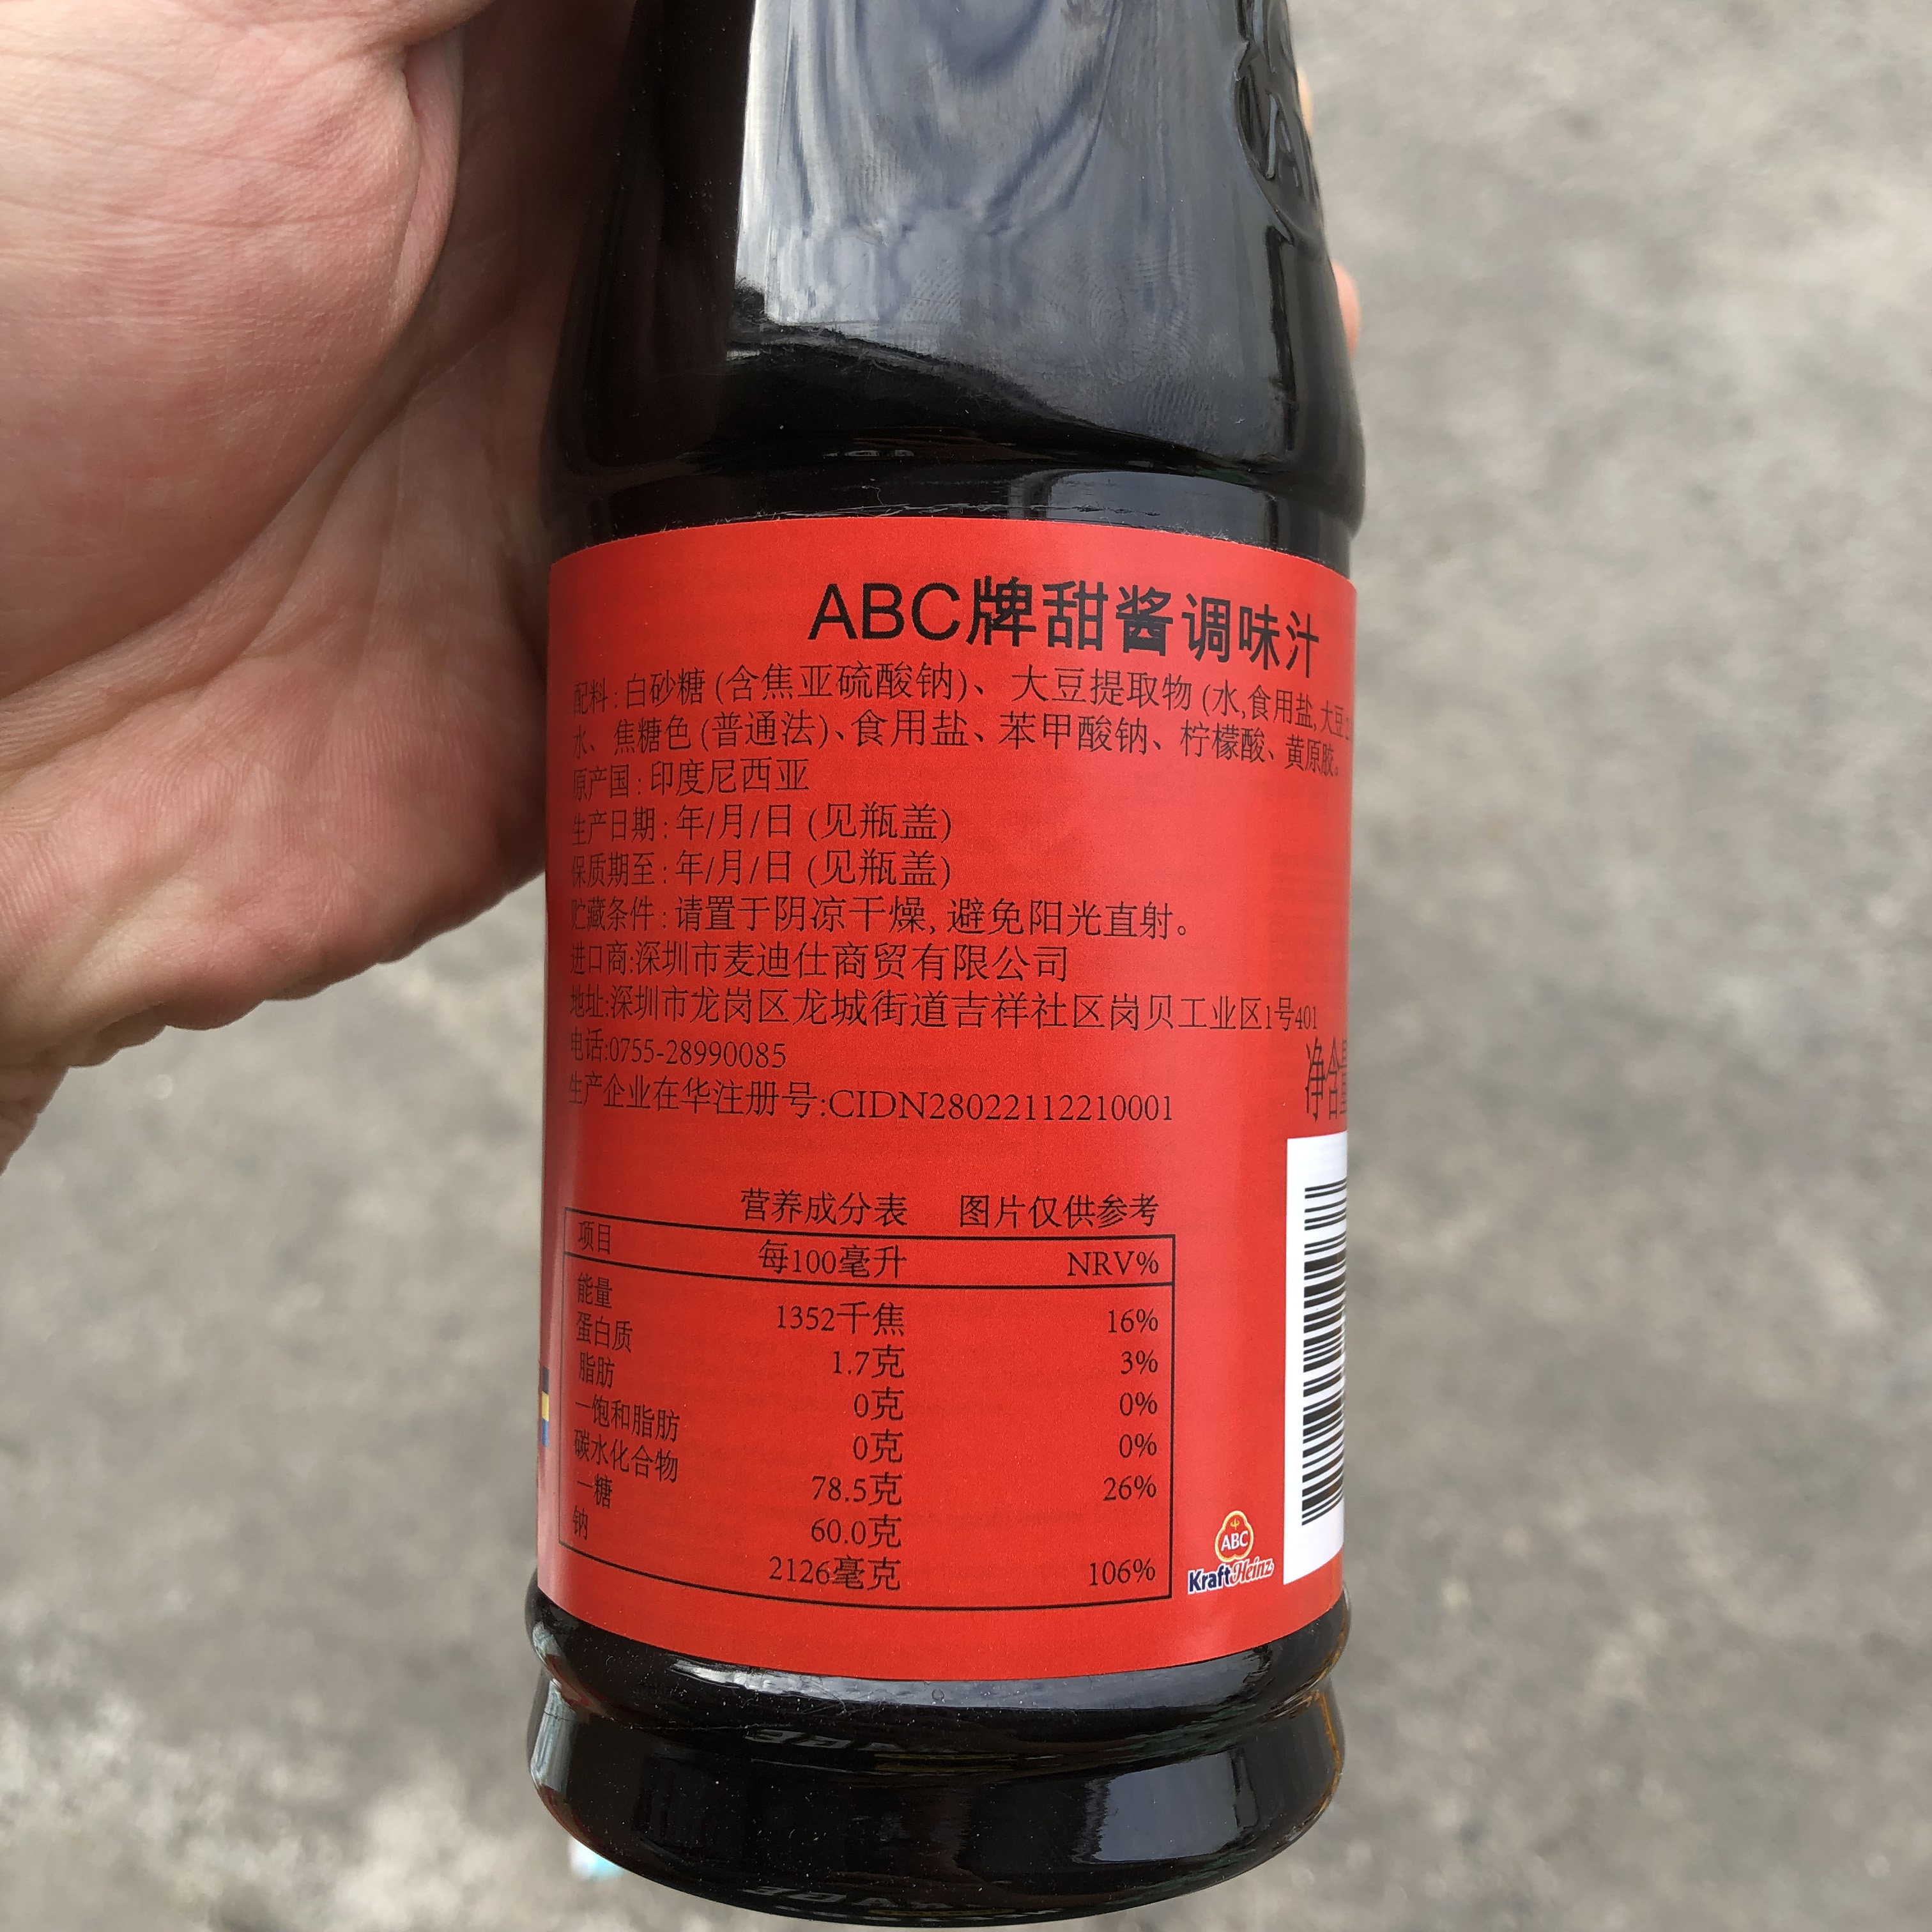 ABC牌甜酱调味汁
配料:白砂糖(含焦亚硫酸钠)、大豆提取物(水,食用盐,大豆
水、焦糖色(普通法)、食用盐、苯甲酸钠、柠檬酸、黄原胶。
原产国:印度尼西亚
生产日期:年/月/日(见瓶盖)
保质期至:年/月/日(见瓶盖)
贮藏条件:请置于阴凉干燥,避免阳光直射。
进口商:深圳市麦迪仕商贸有限公司
地址:深圳市龙岗区龙城街道吉祥社区岗贝工业区1号401
电话:0755-28990085
净含量
生产企业在华注册号:CIDN28022112210001
营养成分表 图片仅供参考
项目 每100毫升 NRV%
能量 1352千焦 16%
蛋白质 1.7克 3%
脂肪 0克 0%
—饱和脂肪 0克 0%
碳水化合物 78.5克 26%
—糖 60.0克
钠 2126毫克 106%
ABC
KraftHeinz